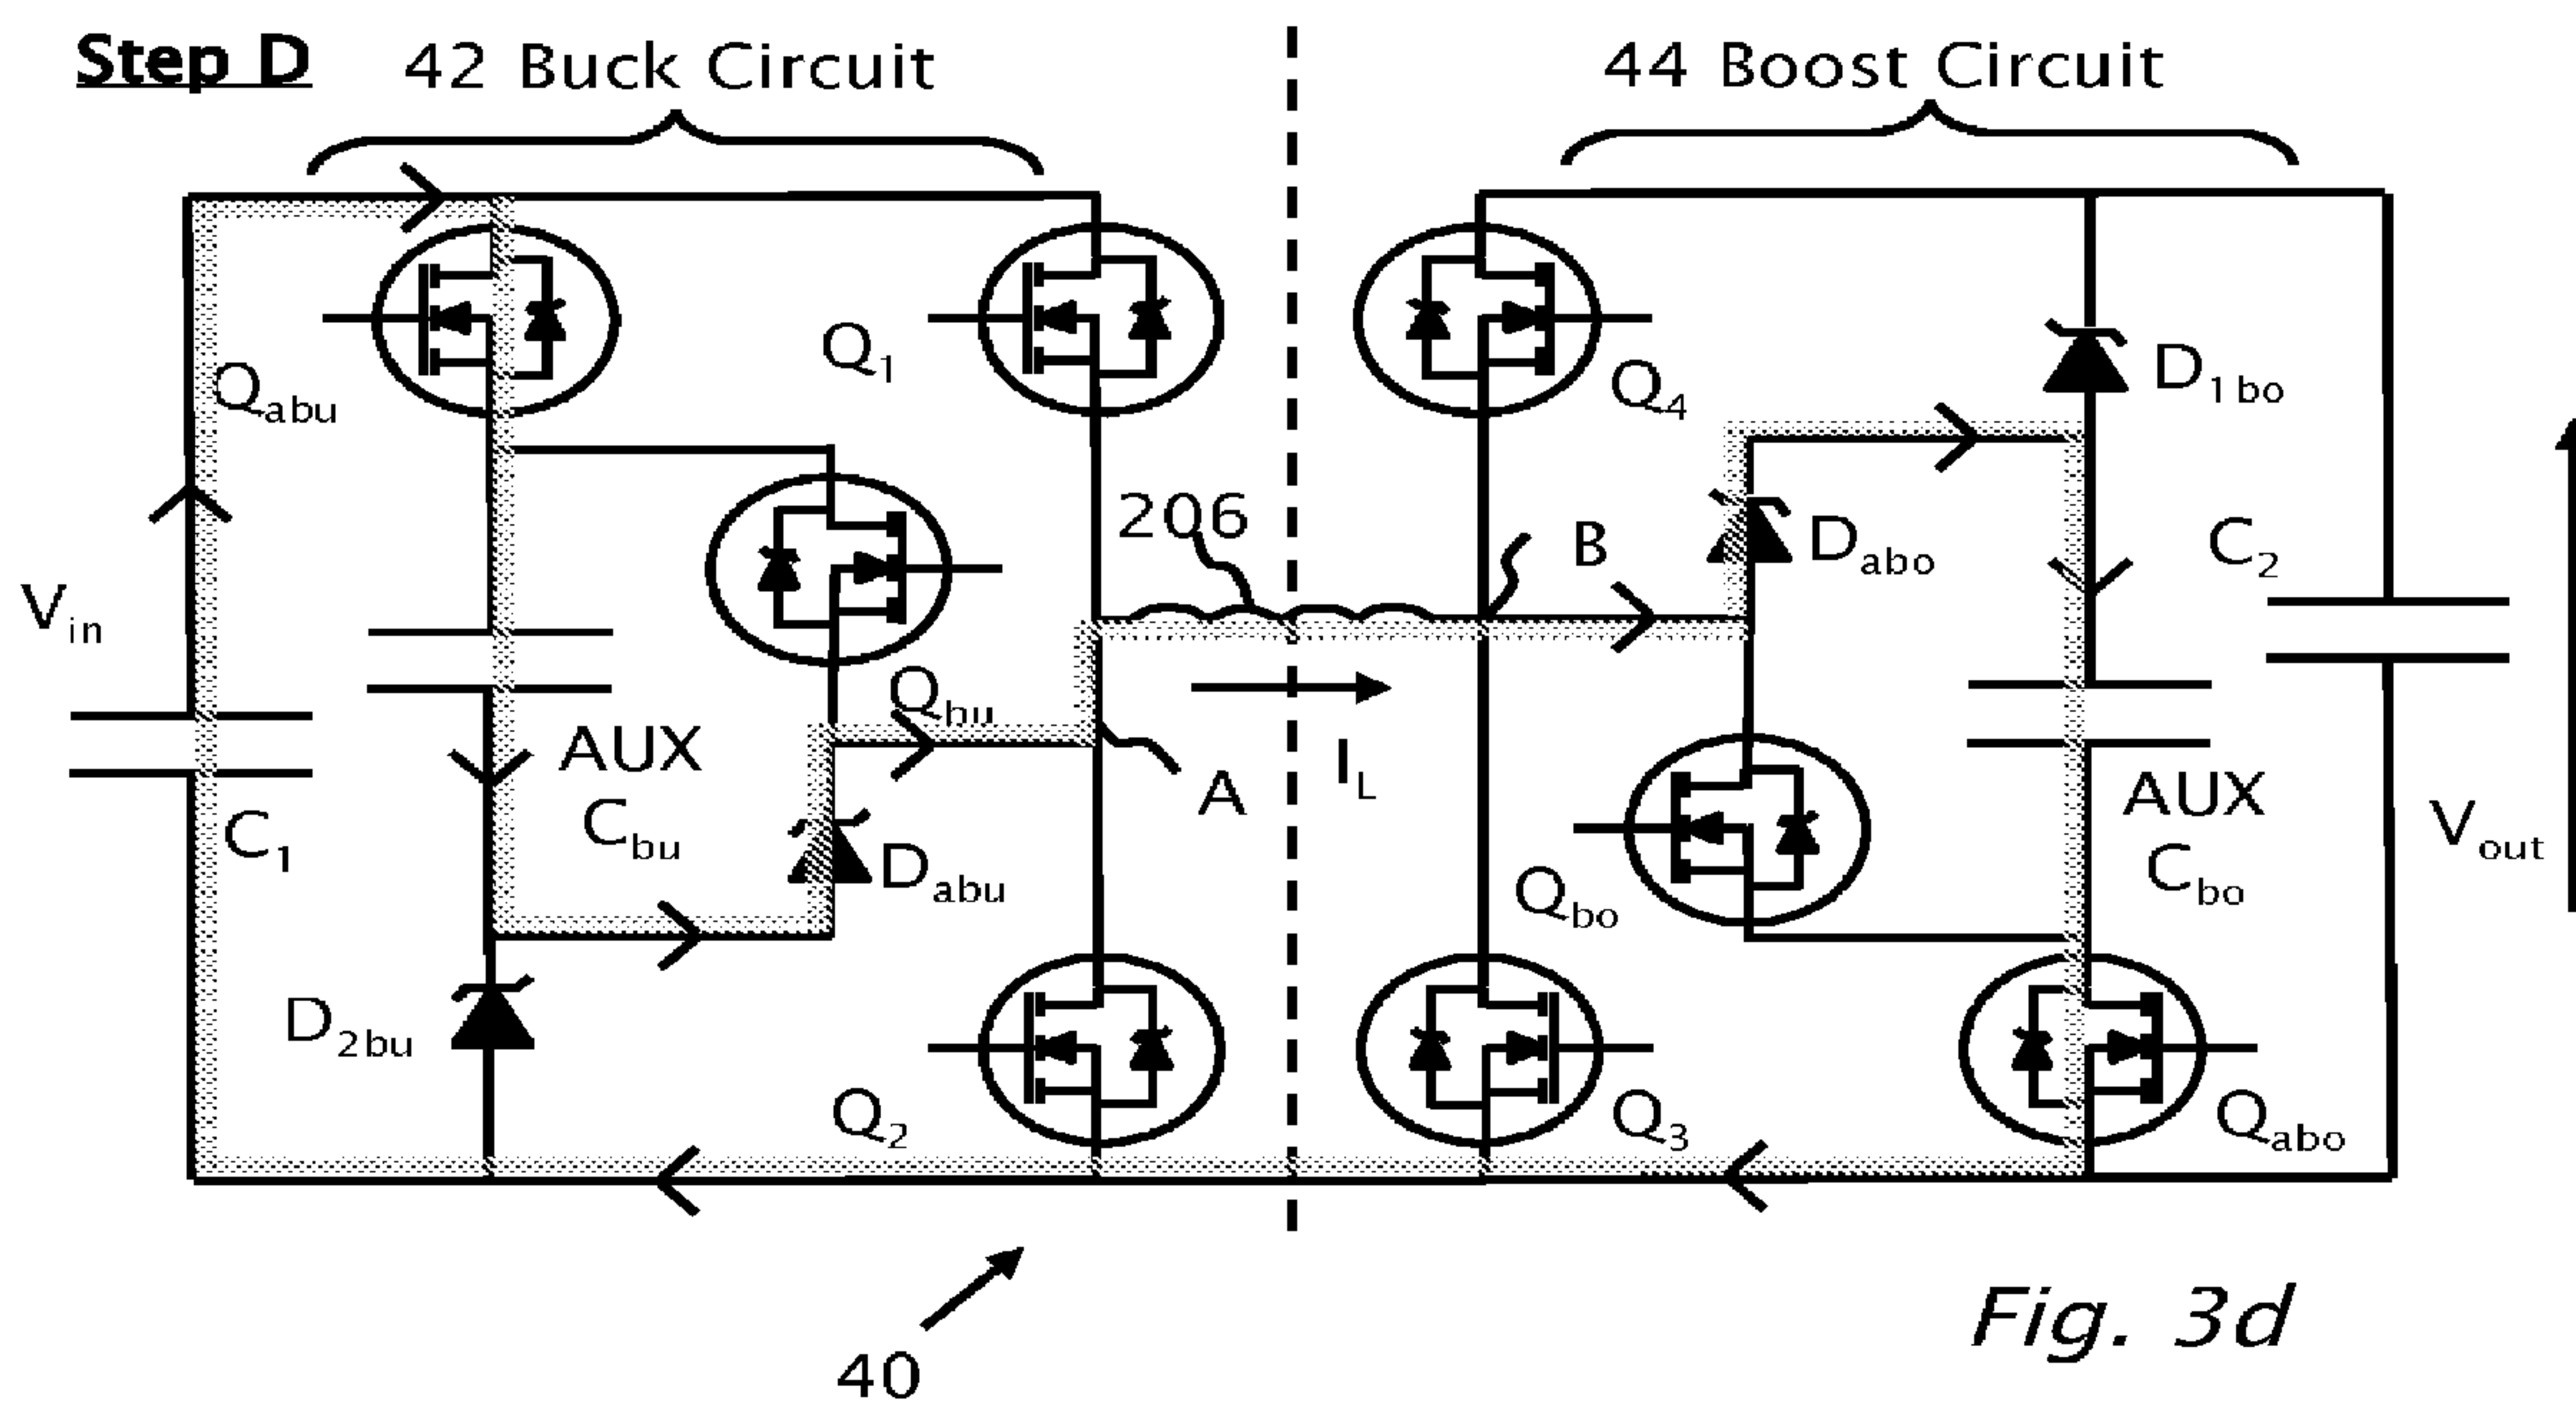 Step D
42 Buck Circuit
44 Boost Circuit
Qabu
Q1
Q4
D1bo
206
B
Dabo
C2
Vin
Qbu
AUX
Cbu
A
IL
C1
Dabu
AUX
Cbo
Vout
Qbo
D2bu
Q2
Q3
Qabo
40
Fig. 3d